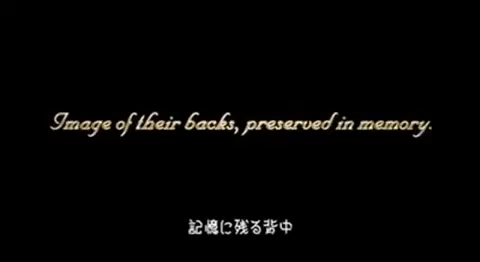 Image of their backs, preserved in memory.
記憶に残る背中